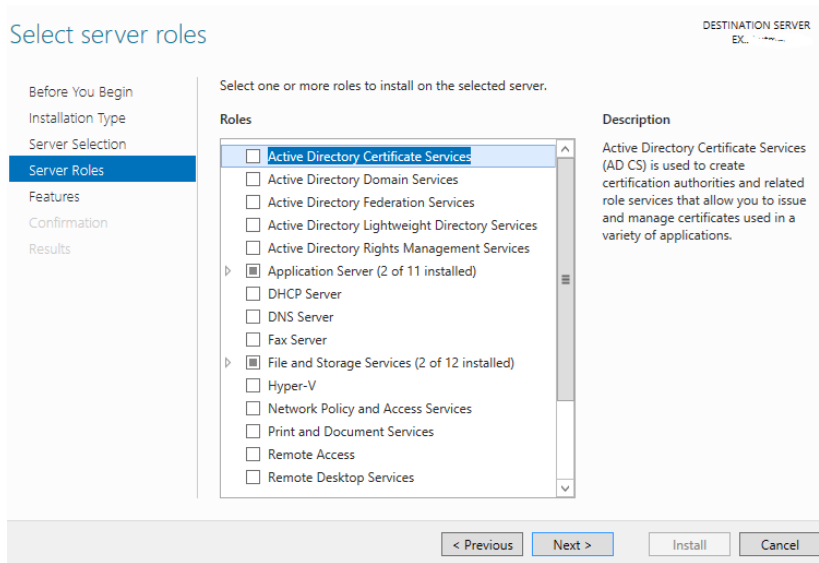 Select server roles
DESTINATION SERVER
EX..
Before You Begin
Installation Type
Server Selection
Server Roles
Features
Confirmation
Results
Select one or more roles to install on the selected server.
Roles
Active Directory Certificate Services
Active Directory Domain Services
Active Directory Federation Services
Active Directory Lightweight Directory Services
Active Directory Rights Management Services
Application Server (2 of 11 installed)
DHCP Server
DNS Server
Fax Server
File and Storage Services (2 of 12 installed)
Hyper-V
Network Policy and Access Services
Print and Document Services
Remote Access
Remote Desktop Services
Description
Active Directory Certificate Services
(AD CS) is used to create
certification authorities and related
role services that allow you to issue
and manage certificates used in a
variety of applications.
< Previous
Next >
Install
Cancel